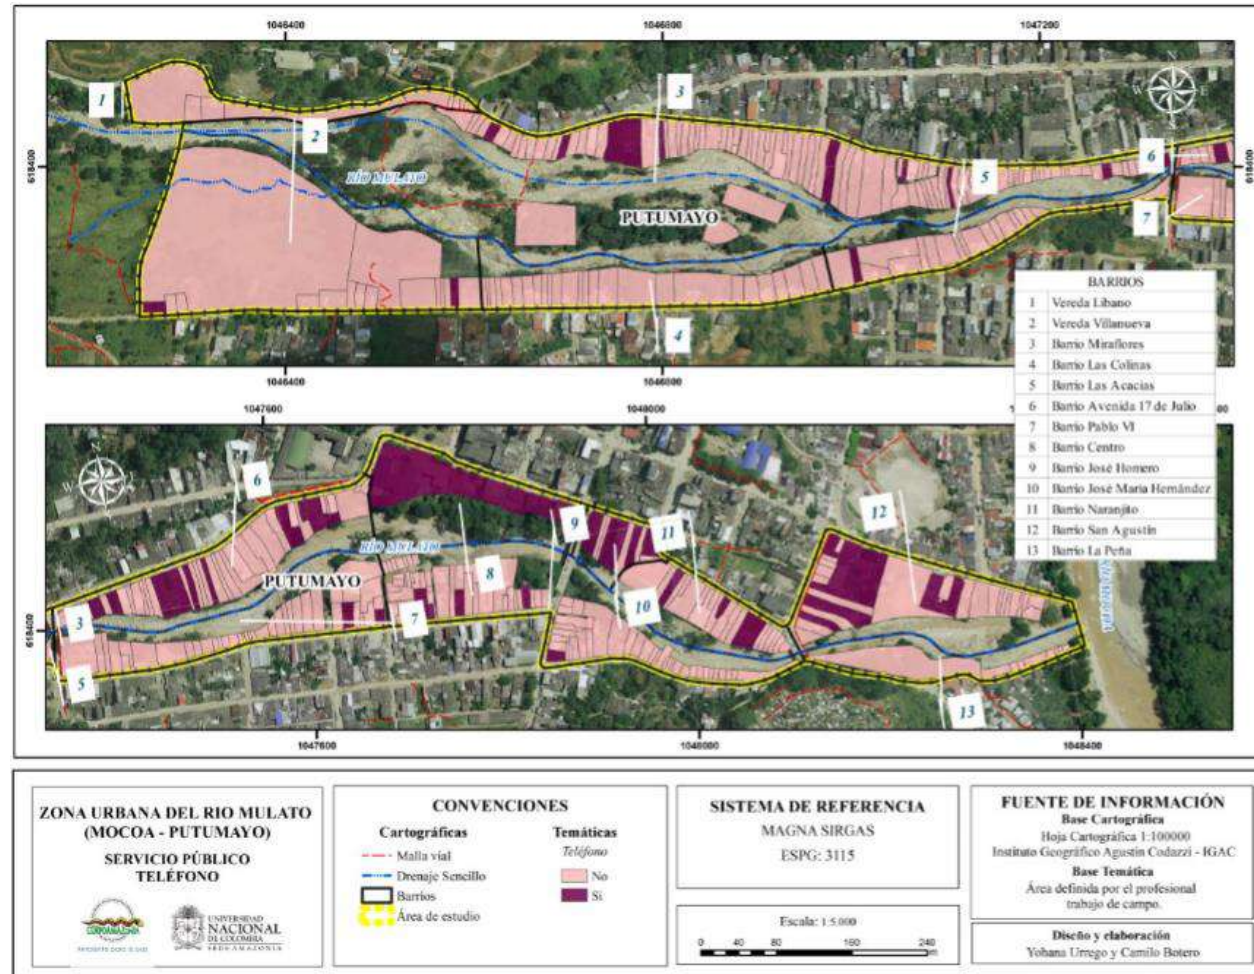 1046400
1046800
1047200
618400
618400
1
2
3
5
6
7
4
RÍO MULATO
PUTUMAYO
N
W
E
S
1046400
1046800
BARRIOS
1 Vereda Libano
2 Vereda Villanueva
3 Barrio Miraflores
4 Barrio Las Colinas
5 Barrio Las Acacias
6 Barrio Avenida 17 de Julio
7 Barrio Pablo VI
8 Barrio Centro
9 Barrio José Homero
10 Barrio José María Hernández
11 Barrio Naranjito
12 Barrio San Agustín
13 Barrio La Peña
1047600
1048000
618400
618400
6
9
11
12
3
8
10
7
5
13
RÍO MULATO
PUTUMAYO
1047600
1048000
1048400
ZONA URBANA DEL RIO MULATO
(MOCOA - PUTUMAYO)
SERVICIO PÚBLICO
TELÉFONO
CORPOAMAZONIA
UNIVERSIDAD
NACIONAL
DE COLOMBIA
SEDE AMAZONIA
CONVENCIONES
Cartográficas
Malla vial
Drenaje Sencillo
Barrios
Área de estudio
Temáticas
Teléfono
No
Si
SISTEMA DE REFERENCIA
MAGNA SIRGAS
ESPG: 3115
Escala: 1:5.000
0 40 80 160 240
m
FUENTE DE INFORMACIÓN
Base Cartográfica
Hoja Cartográfica 1:100000
Instituto Geográfico Agustín Codazzi - IGAC
Base Temática
Área definida por el profesional
trabajo de campo.
Diseño y elaboración
Yohana Urrego y Camilo Botero